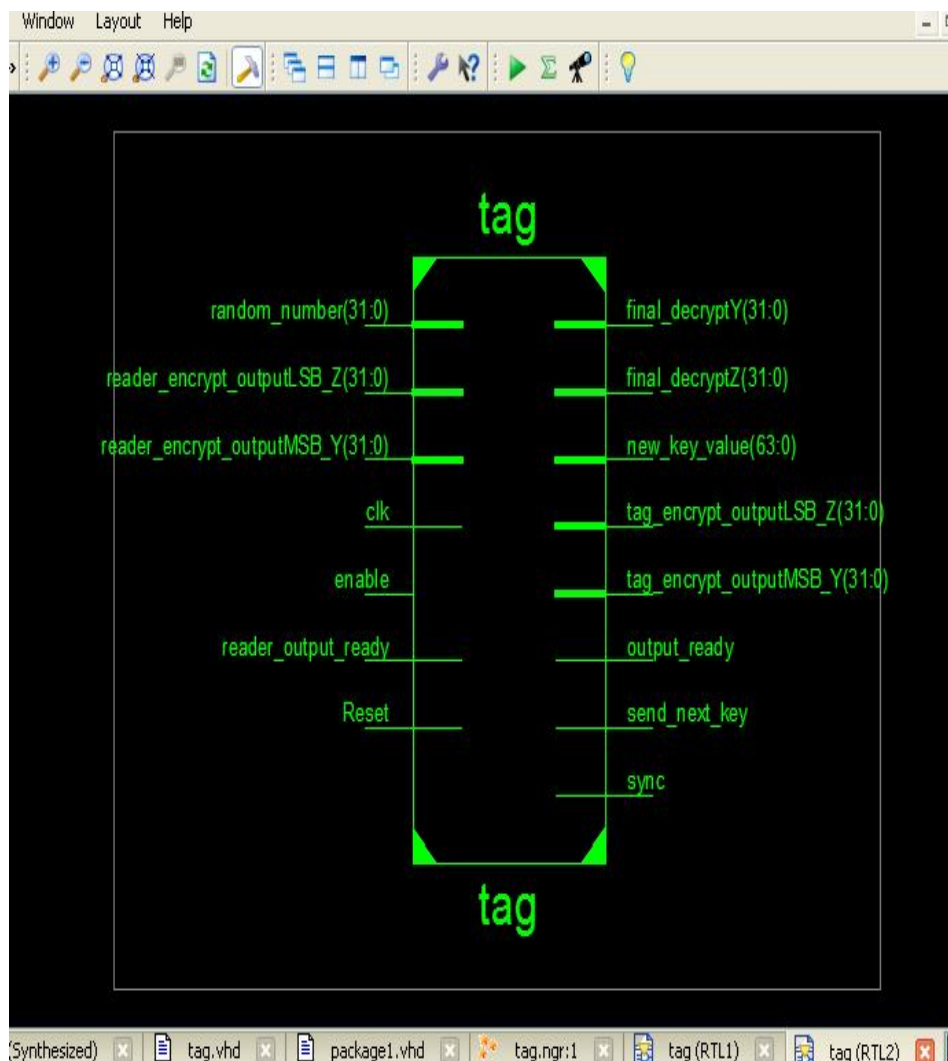 Window Layout Help
tag
random_number(31:0)
final_decryptY(31:0)
reader_encrypt_outputLSB_Z(31:0)
final_decryptZ(31:0)
reader_encrypt_outputMSB_Y(31:0)
new_key_value(63:0)
clk
tag_encrypt_outputLSB_Z(31:0)
enable
tag_encrypt_outputMSB_Y(31:0)
reader_output_ready
output_ready
Reset
send_next_key
sync
tag
(Synthesized) tag.vhd package1.vhd tag.ngr:1 tag (RTL1) tag (RTL2)